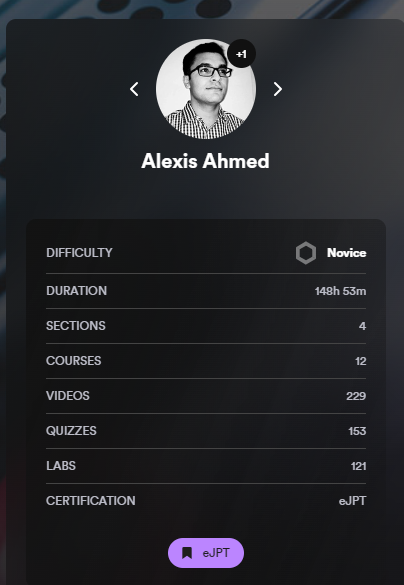 +1
Alexis Ahmed
DIFFICULTY Novice
DURATION 148h 53m
SECTIONS 4
COURSES 12
VIDEOS 229
QUIZZES 153
LABS 121
CERTIFICATION eJPT
eJPT